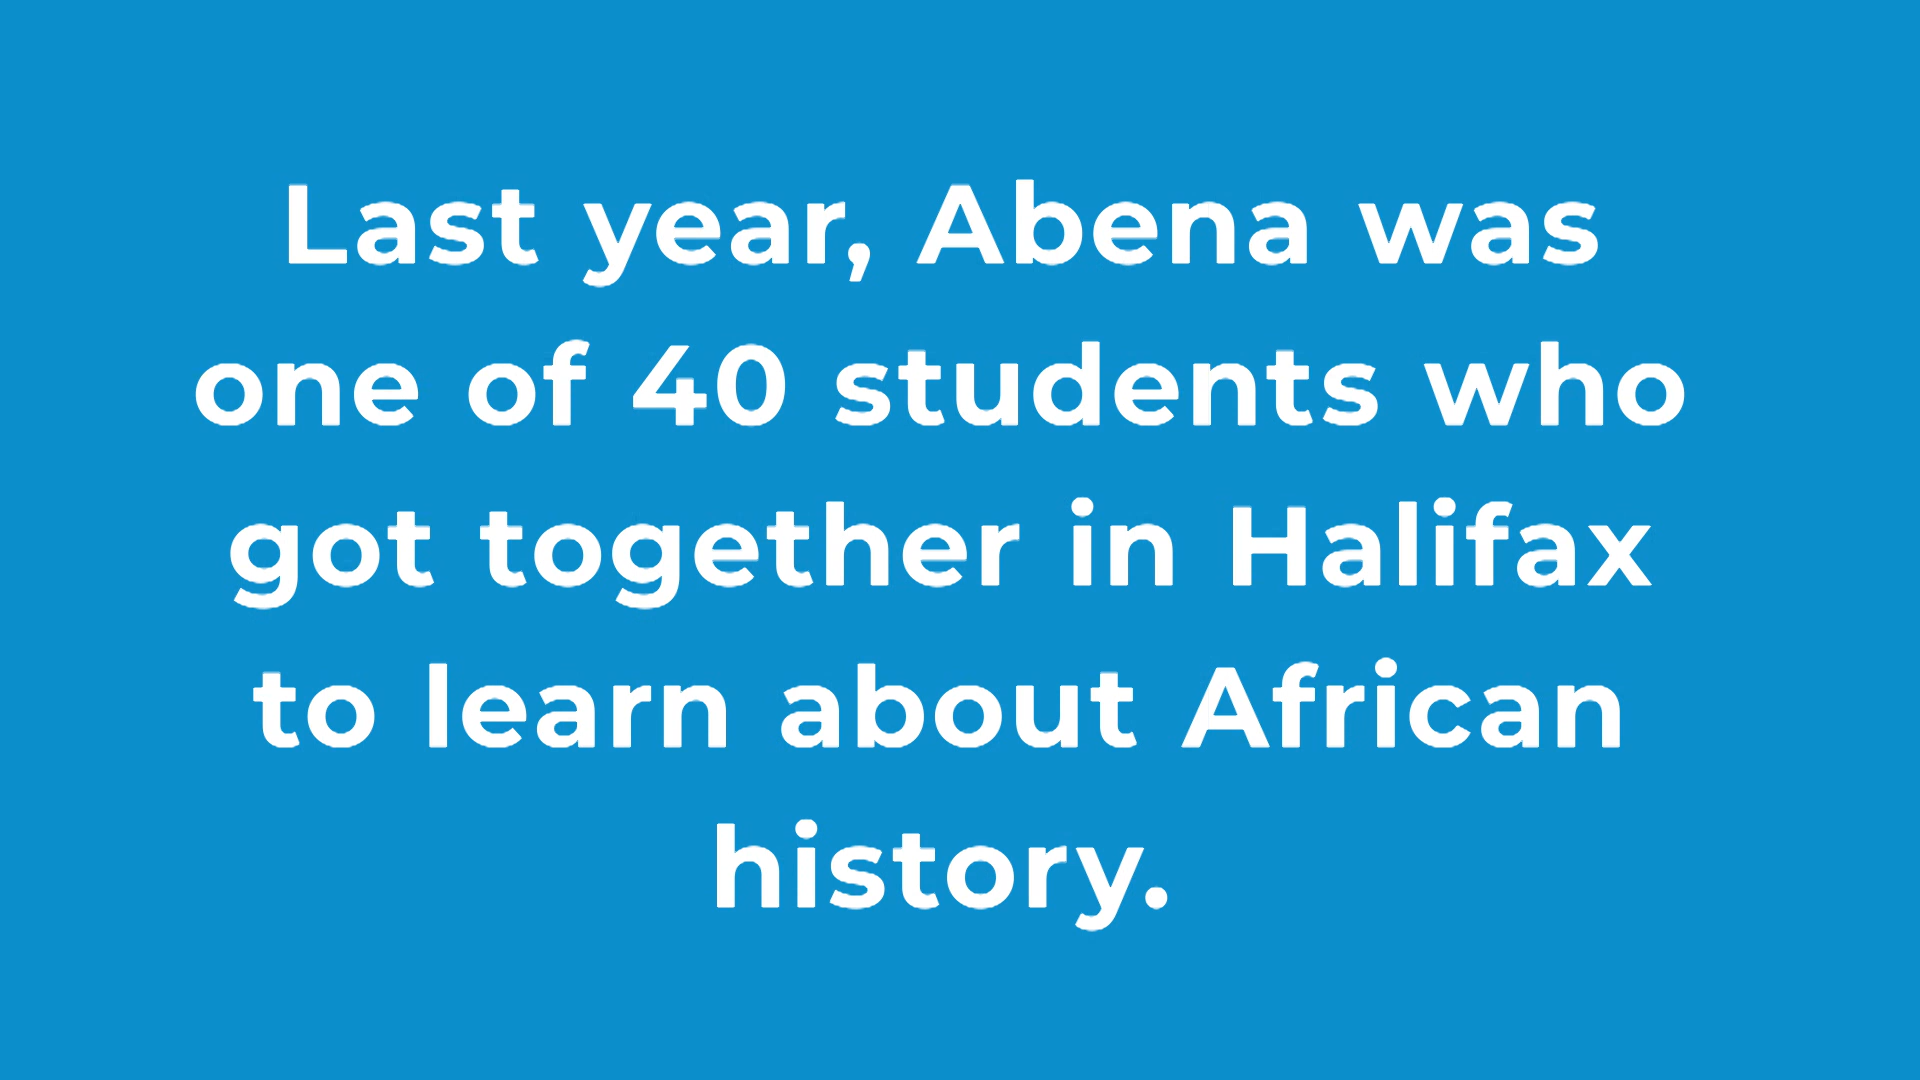 Last year, Abena was
one of 40 students who
got together in Halifax
to learn about African
history.